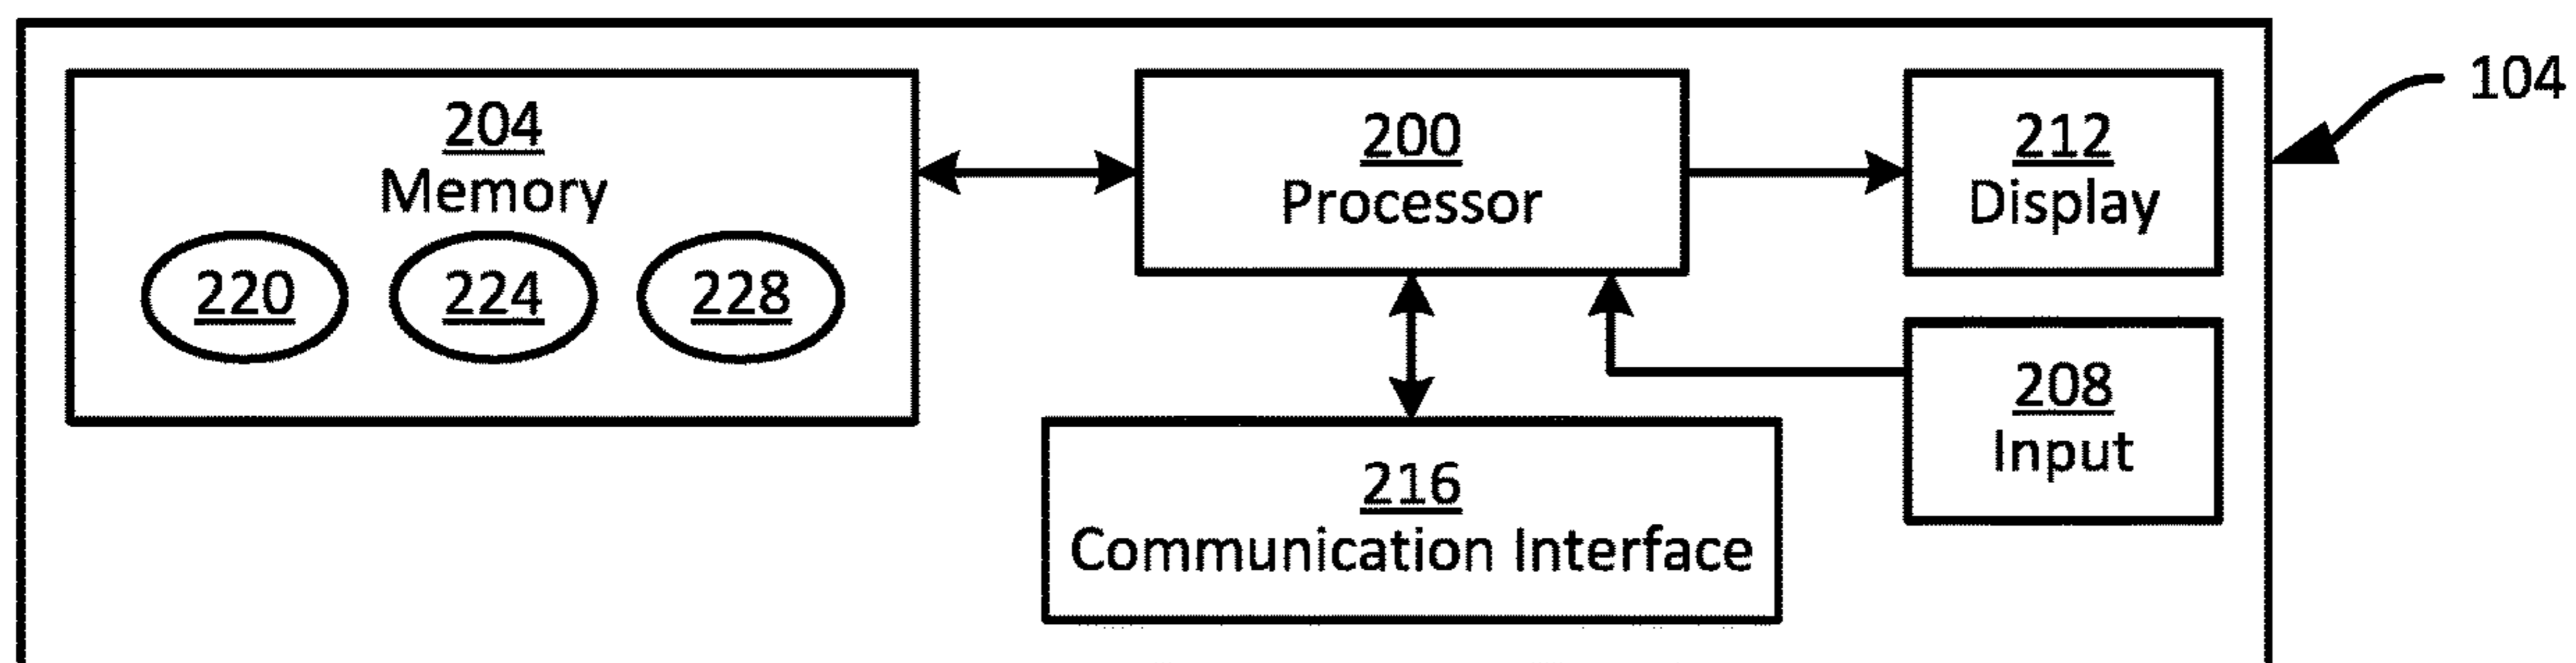 104
204
Memory
220 224 228
200
Processor
212
Display
208
Input
216
Communication Interface